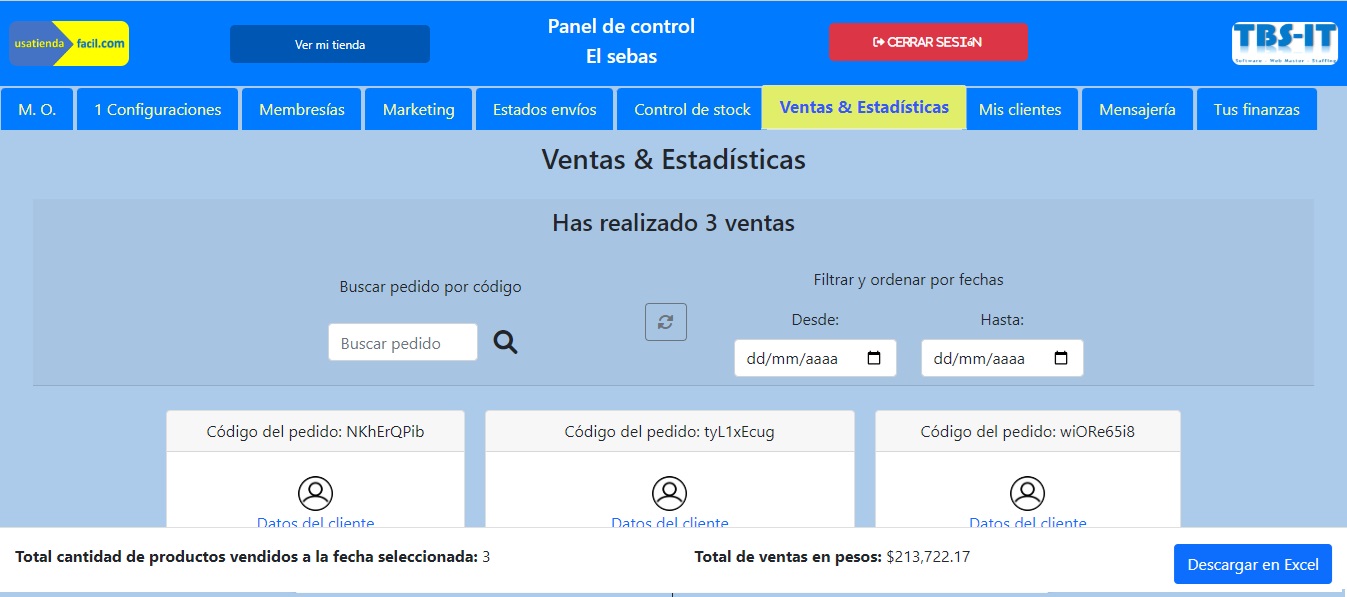 usatienda facil.com
Ver mi tienda
Panel de control
El sebas
CERRAR SESIóN
TBS-IT
Software - Web Master - Staffing
M. O.
1 Configuraciones
Membresías
Marketing
Estados envíos
Control de stock
Ventas & Estadísticas
Mis clientes
Mensajería
Tus finanzas
Ventas & Estadísticas
Has realizado 3 ventas
Buscar pedido por código
Buscar pedido
Filtrar y ordenar por fechas
Desde:
Hasta:
dd/mm/aaaa
dd/mm/aaaa
Código del pedido: NKhErQPib
Datos del cliente
Código del pedido: tyL1xEcug
Datos del cliente
Código del pedido: wiORe65i8
Datos del cliente
Total cantidad de productos vendidos a la fecha seleccionada: 3
Total de ventas en pesos: $213,722.17
Descargar en Excel